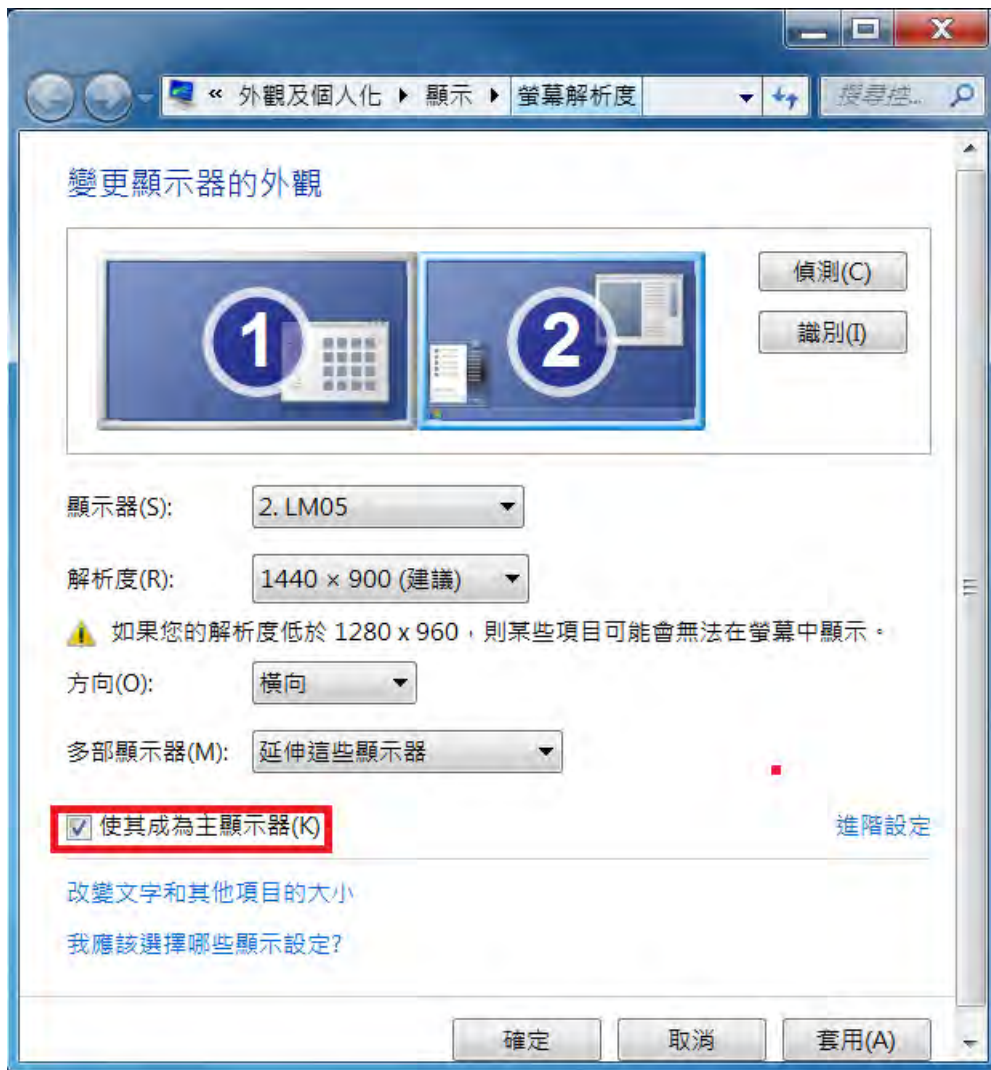 « 外觀及個人化 ▸ 顯示 ▸ 螢幕解析度 搜尋控...
變更顯示器的外觀
1 2
偵測(C)
識別(I)
顯示器(S): 2. LM05
解析度(R): 1440 × 900 (建議)
如果您的解析度低於 1280 x 960，則某些項目可能會無法在螢幕中顯示。
方向(O): 橫向
多部顯示器(M): 延伸這些顯示器
使其成為主顯示器(K) 進階設定
改變文字和其他項目的大小
我應該選擇哪些顯示設定?
確定 取消 套用(A)